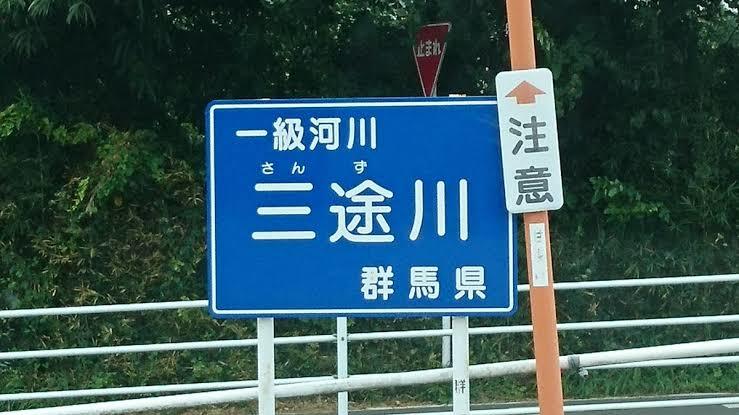 止まれ
一級河川
さんず
三途川
群馬県
注意